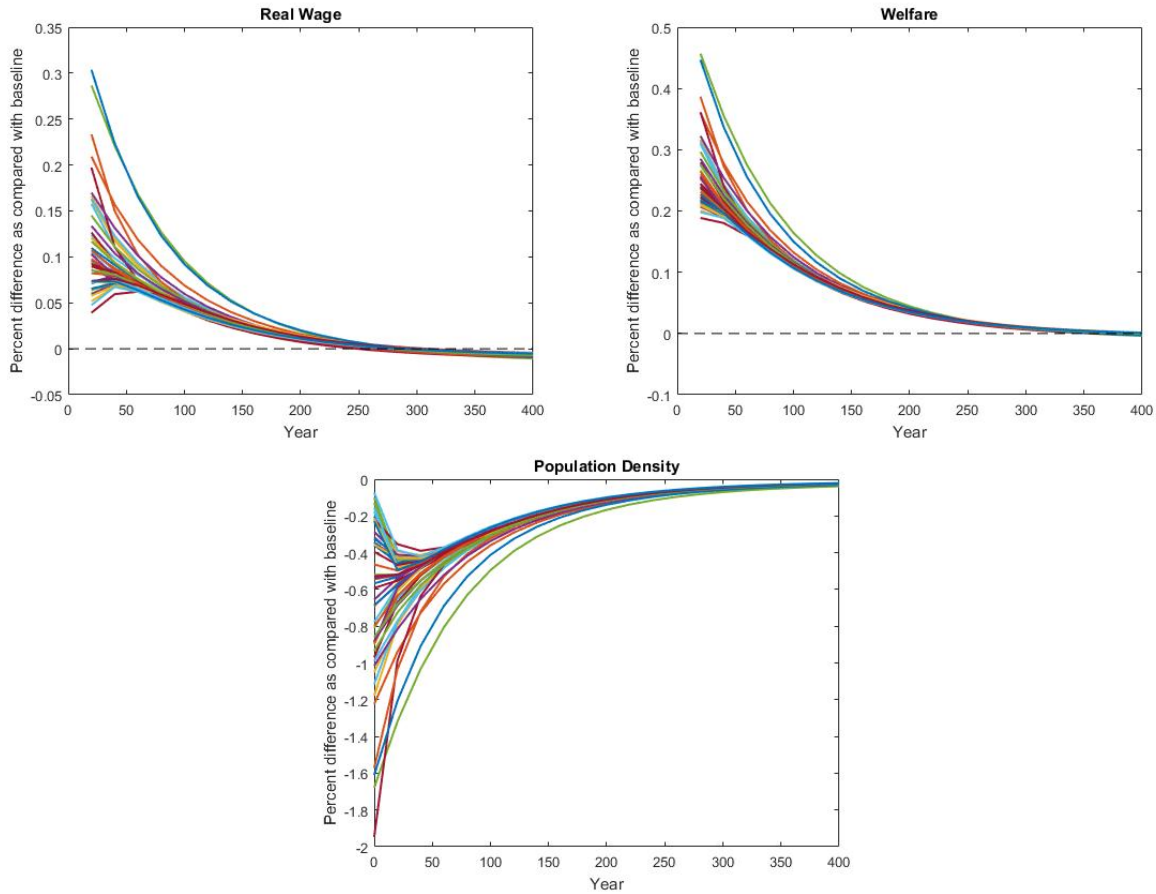 Real Wage
Percent difference as compared with baseline
0.35
0.3
0.25
0.2
0.15
0.1
0.05
0
-0.05
0 50 100 150 200 250 300 350 400
Year
Welfare
Percent difference as compared with baseline
0.5
0.4
0.3
0.2
0.1
0
-0.1
0 50 100 150 200 250 300 350 400
Year
Population Density
Percent difference as compared with baseline
0
-0.2
-0.4
-0.6
-0.8
-1
-1.2
-1.4
-1.6
-1.8
-2
0 50 100 150 200 250 300 350 400
Year